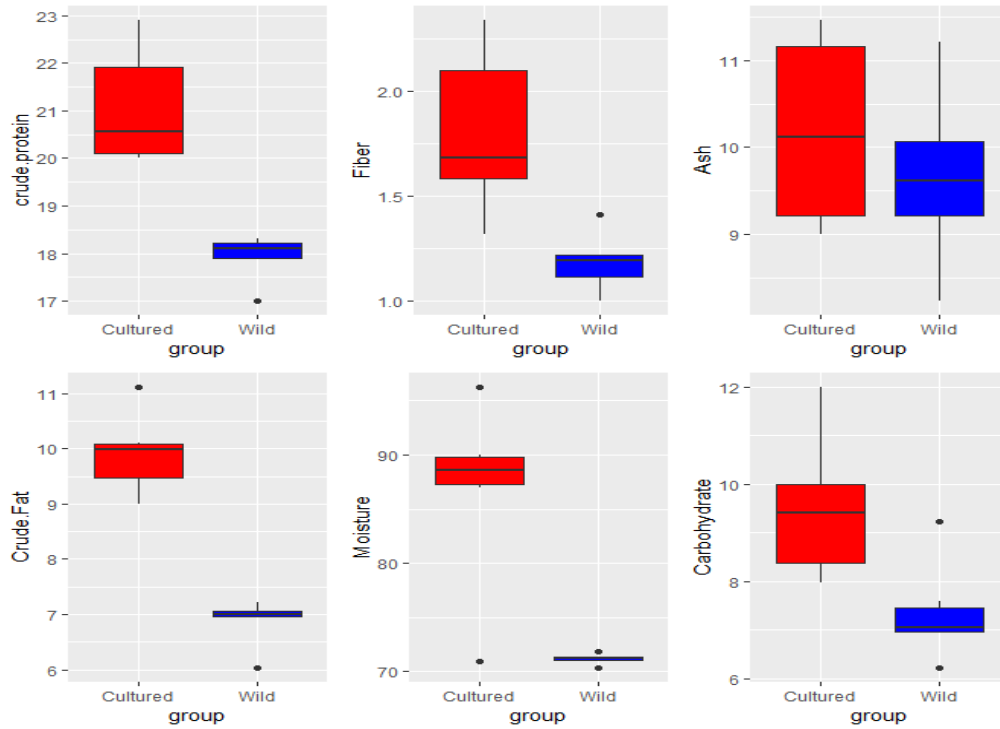 crude.protein
23
22
21
20
19
18
17
Cultured Wild
group
Fiber
2.0
1.5
1.0
Cultured Wild
group
Ash
11
10
9
Cultured Wild
group
Crude.Fat
11
10
9
8
7
6
Cultured Wild
group
Moisture
90
80
70
Cultured Wild
group
Carbohydrate
12
10
8
6
Cultured Wild
group